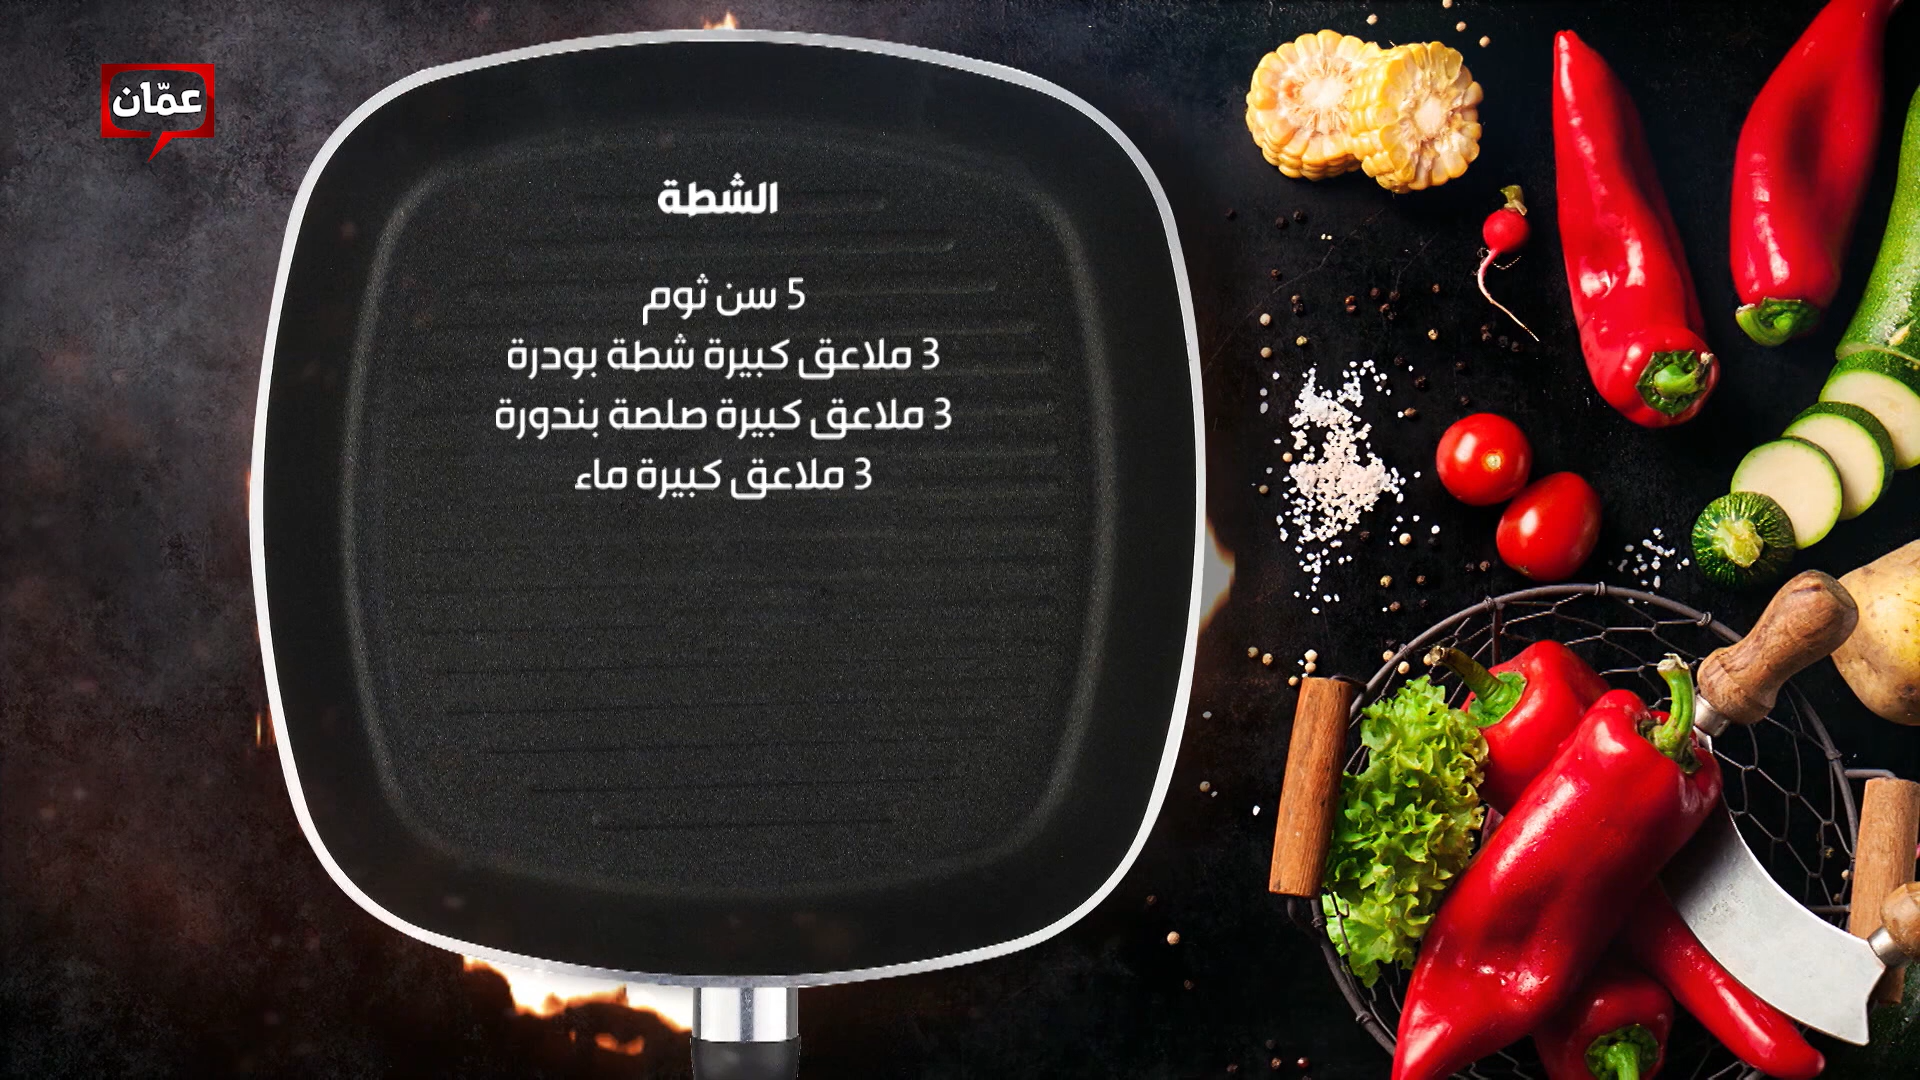 عمّان
الشطة
5 سن ثوم
3 ملاعق كبيرة شطة بودرة
3 ملاعق كبيرة صلصة بندورة
3 ملاعق كبيرة ماء